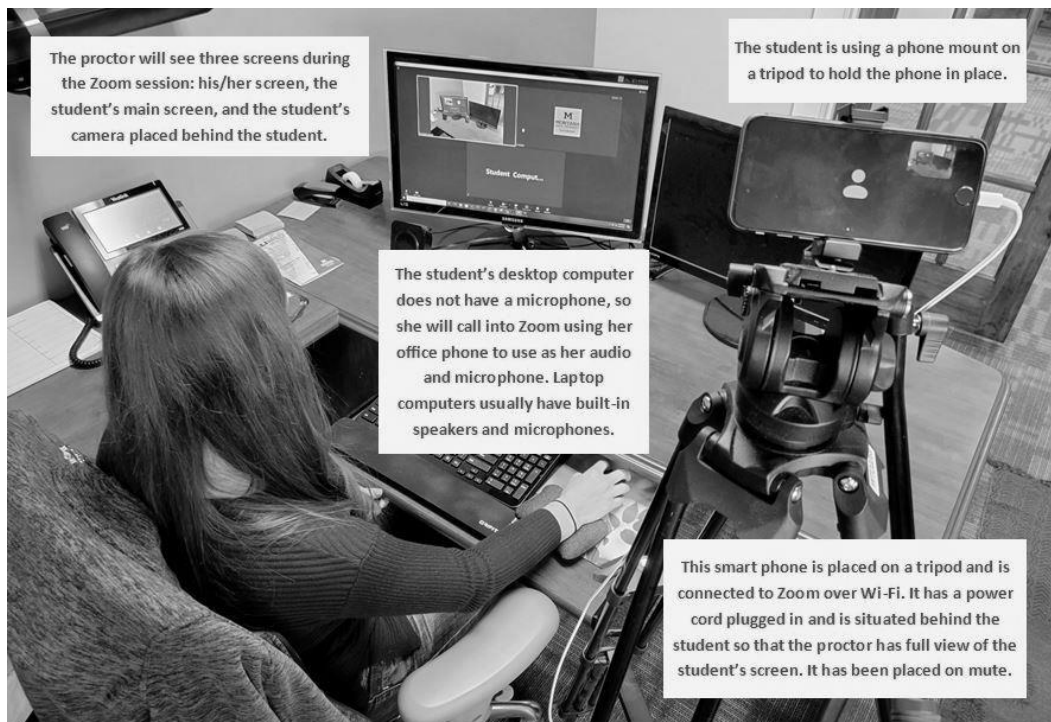 The proctor will see three screens during
the Zoom session: his/her screen, the
student's main screen, and the student's
camera placed behind the student.
The student is using a phone mount on
a tripod to hold the phone in place.
M
MONTANA
Student Comput...
SAMSUNG
The student's desktop computer
does not have a microphone, so
she will call into Zoom using her
office phone to use as her audio
and microphone. Laptop
computers usually have built-in
speakers and microphones.
This smart phone is placed on a tripod and is
connected to Zoom over Wi-Fi. It has a power
cord plugged in and is situated behind the
student so that the proctor has full view of the
student's screen. It has been placed on mute.